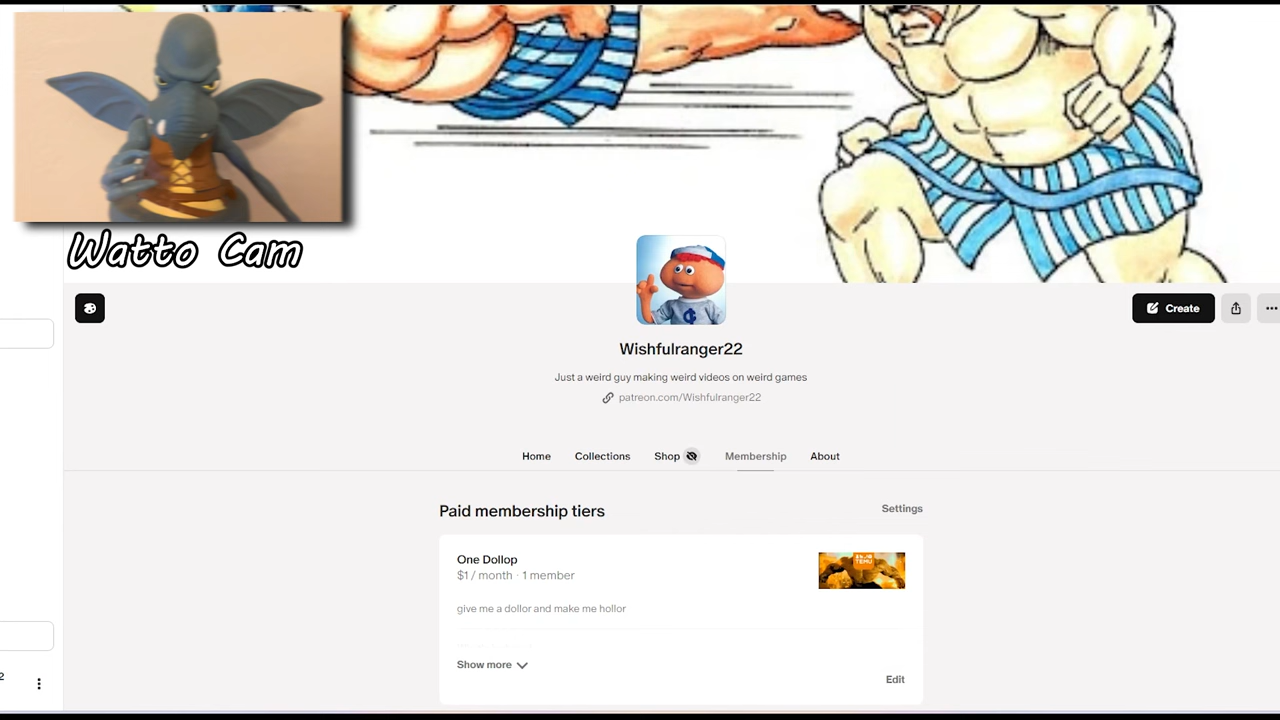 Watto Cam
Create
Wishfulranger22
Just a weird guy making weird videos on weird games
patreon.com/Wishfulranger22
Home
Collections
Shop
Membership
About
Paid membership tiers
Settings
One Dollop
$1 / month · 1 member
TEMU
give me a dollor and make me hollor
Show more
Edit
2